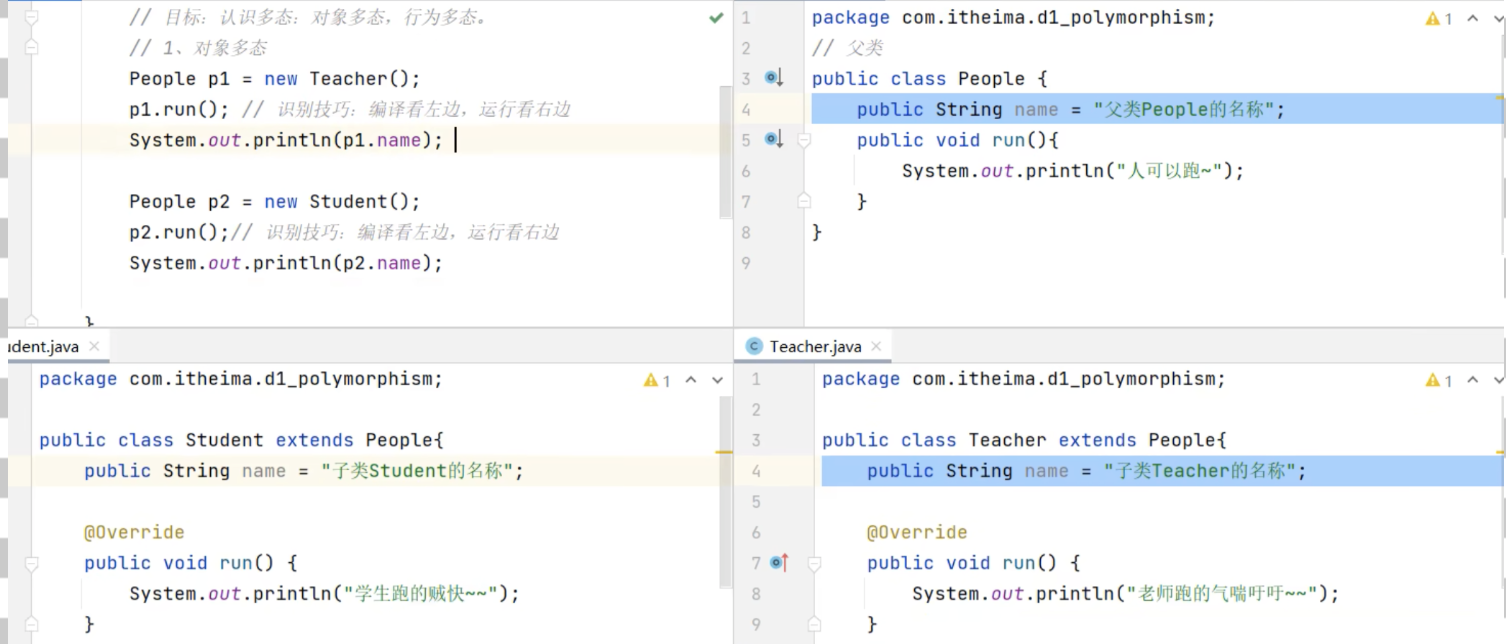 // 目标：认识多态：对象多态，行为多态。
// 1、对象多态
People p1 = new Teacher();
p1.run(); // 识别技巧：编译看左边，运行看右边
System.out.println(p1.name);
People p2 = new Student();
p2.run();// 识别技巧：编译看左边，运行看右边
System.out.println(p2.name);
}
1 package com.itheima.d1_polymorphism; 1
2 // 父类
3 public class People {
4 public String name = "父类People的名称";
5 public void run(){
6 System.out.println("人可以跑~");
7 }
8 }
9
udent.java
package com.itheima.d1_polymorphism; 1
public class Student extends People{
public String name = "子类Student的名称";
@Override
public void run() {
System.out.println("学生跑的贼快~~");
}
Teacher.java
1 package com.itheima.d1_polymorphism; 1
2
3 public class Teacher extends People{
4 public String name = "子类Teacher的名称";
5
6 @Override
7 public void run() {
8 System.out.println("老师跑的气喘吁吁~~");
9 }